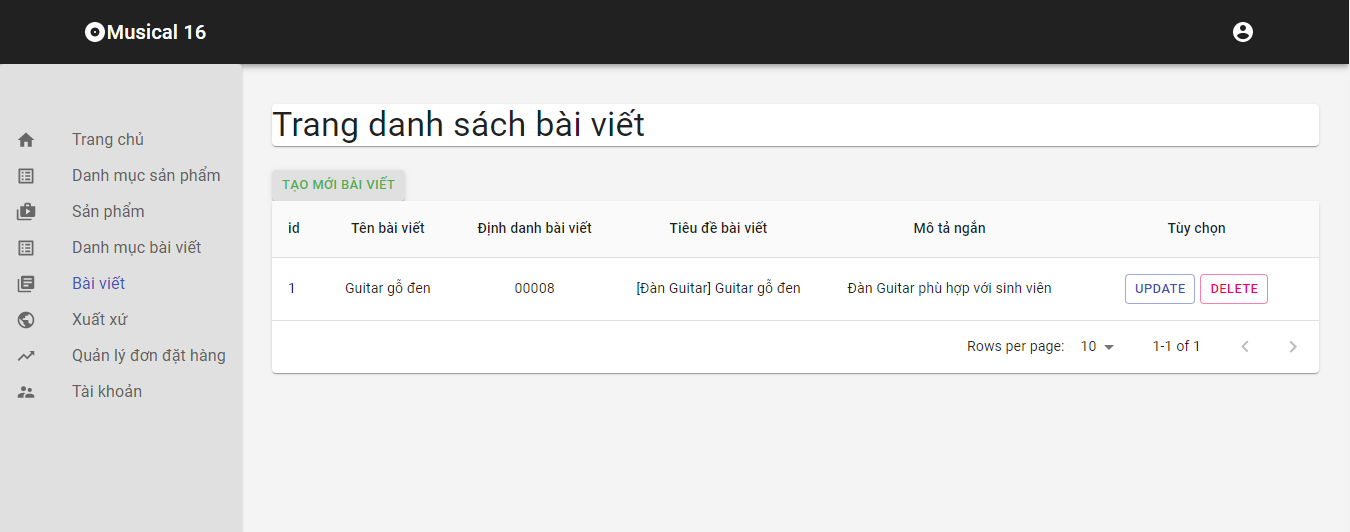 Musical 16
Trang chủ
Danh mục sản phẩm
Sản phẩm
Danh mục bài viết
Bài viết
Xuất xứ
Quản lý đơn đặt hàng
Tài khoản
Trang danh sách bài viết
TẠO MỚI BÀI VIẾT
id Tên bài viết Định danh bài viết Tiêu đề bài viết Mô tả ngắn Tùy chọn
1 Guitar gỗ đen 00008 [Đàn Guitar] Guitar gỗ đen Đàn Guitar phù hợp với sinh viên UPDATE DELETE
Rows per page: 10 1-1 of 1